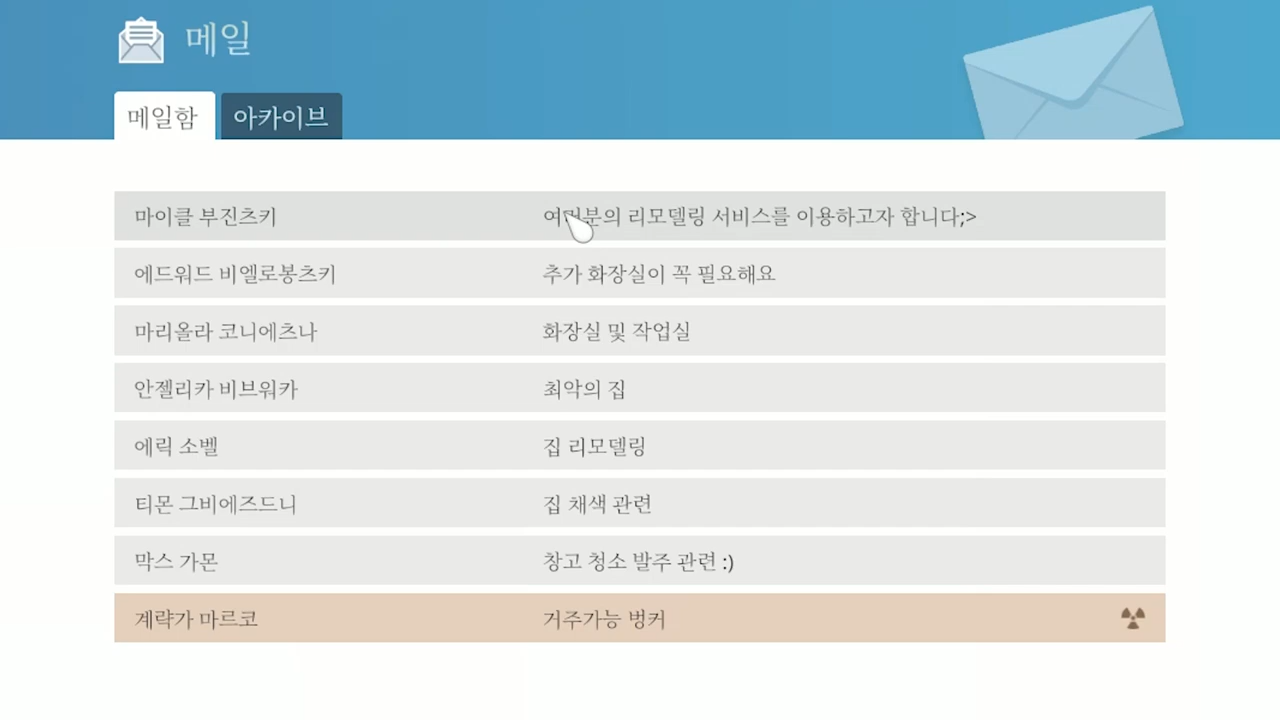 메일
메일함 아카이브
마이클 부진츠키 여러분의 리모델링 서비스를 이용하고자 합니다;>
에드워드 비엘로봉츠키 추가 화장실이 꼭 필요해요
마리올라 코니에츠나 화장실 및 작업실
안젤리카 비브워카 최악의 집
에릭 소벨 집 리모델링
티몬 그비에즈드니 집 채색 관련
막스 가몬 창고 청소 발주 관련 :)
계략가 마르코 거주가능 벙커